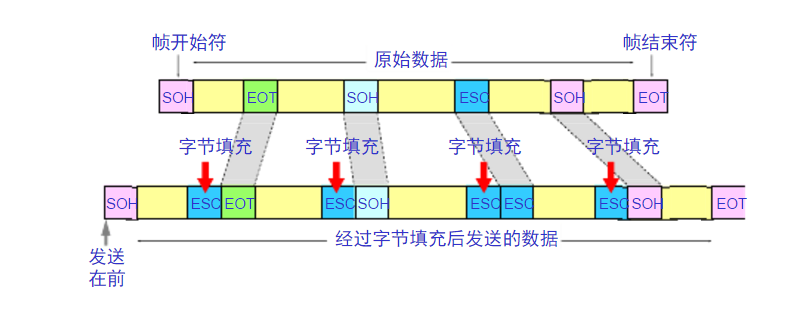 帧开始符
原始数据
帧结束符
SOH EOT SOH ESC SOH EOT
字节填充 字节填充 字节填充 字节填充
SOH ESC EOT ESC SOH ESC ESC ESC SOH EOT
经过字节填充后发送的数据
发送
在前